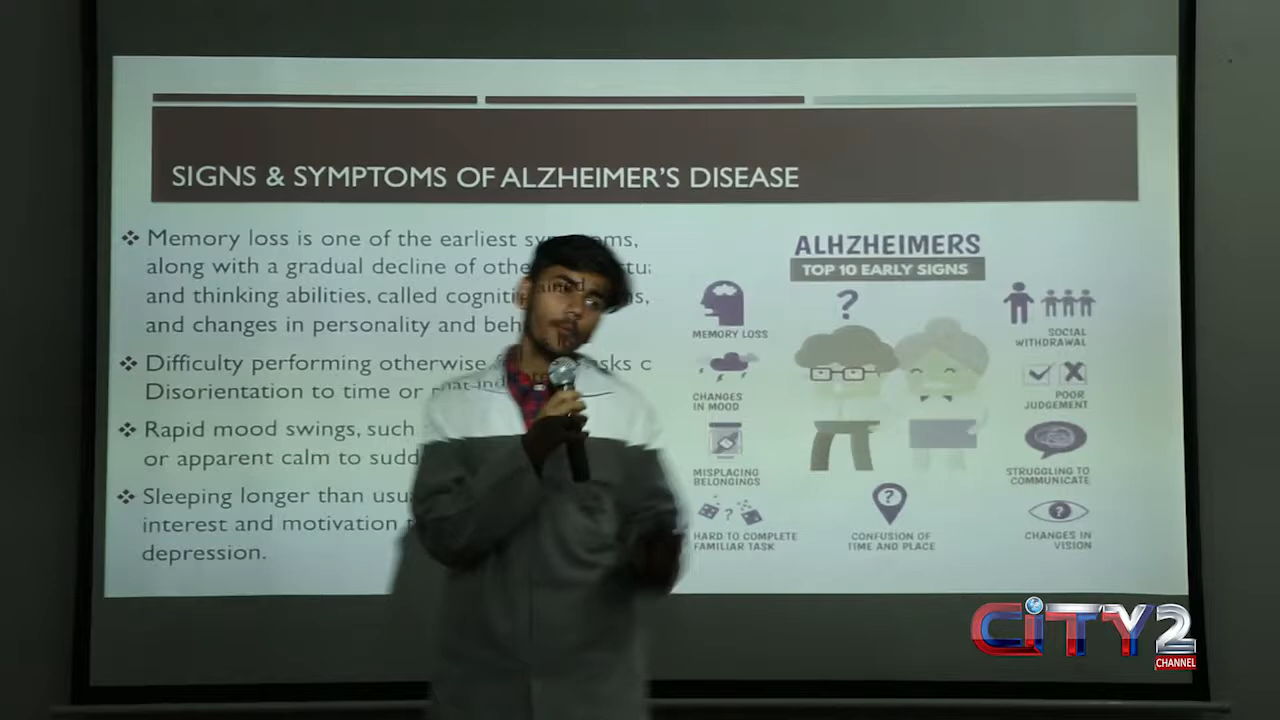 SIGNS & SYMPTOMS OF ALZHEIMER'S DISEASE
Memory loss is one of the earliest
along with a gradual decline of
and thinking abilities, called
and changes in personality and
Difficulty performing otherwise
Disorientation to time or
Rapid mood swings, such
or apparent calm to
Sleeping longer than
interest and motivation
depression.
ALHZHEIMERS
TOP 10 EARLY SIGNS
?
MEMORY LOSS
CHANGES
IN MOOD
MISPLACING
BELONGINGS
?
HARD TO COMPLETE
FAMILIAR TASK
?
CONFUSION OF
TIME AND PLACE
SOCIAL
WITHDRAWAL
POOR
JUDGEMENT
STRUGGLING TO
COMMUNICATE
?
CHANGES IN
VISION
CiTY2
CHANNEL